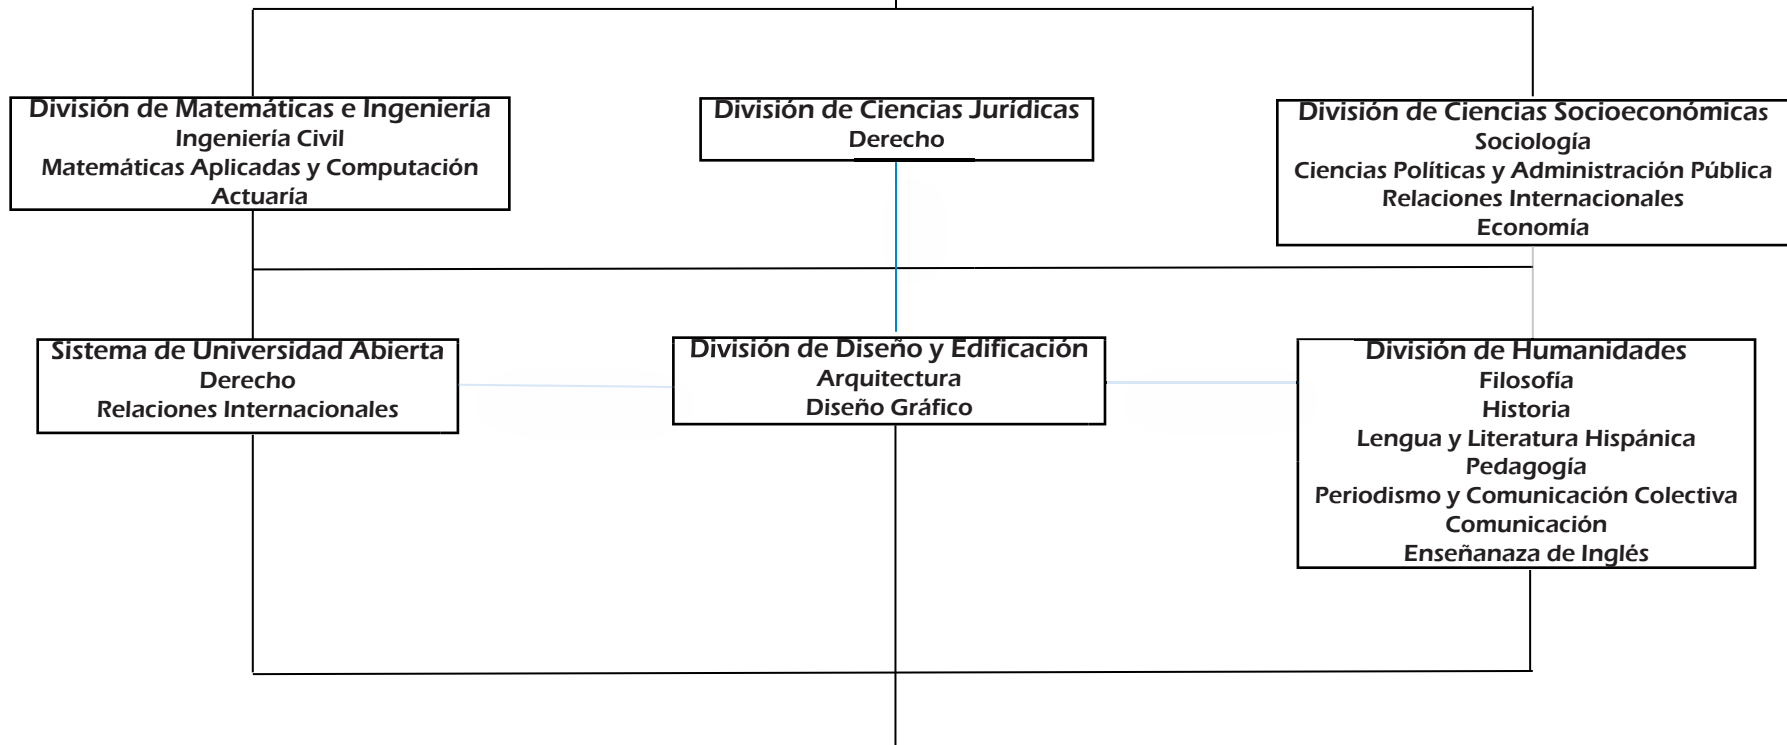 División de Matemáticas e Ingeniería
Ingeniería Civil
Matemáticas Aplicadas y Computación
Actuaría
División de Ciencias Jurídicas
Derecho
División de Ciencias Socioeconómicas
Sociología
Ciencias Políticas y Administración Pública
Relaciones Internacionales
Economía
Sistema de Universidad Abierta
Derecho
Relaciones Internacionales
División de Diseño y Edificación
Arquitectura
Diseño Gráfico
División de Humanidades
Filosofía
Historia
Lengua y Literatura Hispánica
Pedagogía
Periodismo y Comunicación Colectiva
Comunicación
Enseñanaza de Inglés